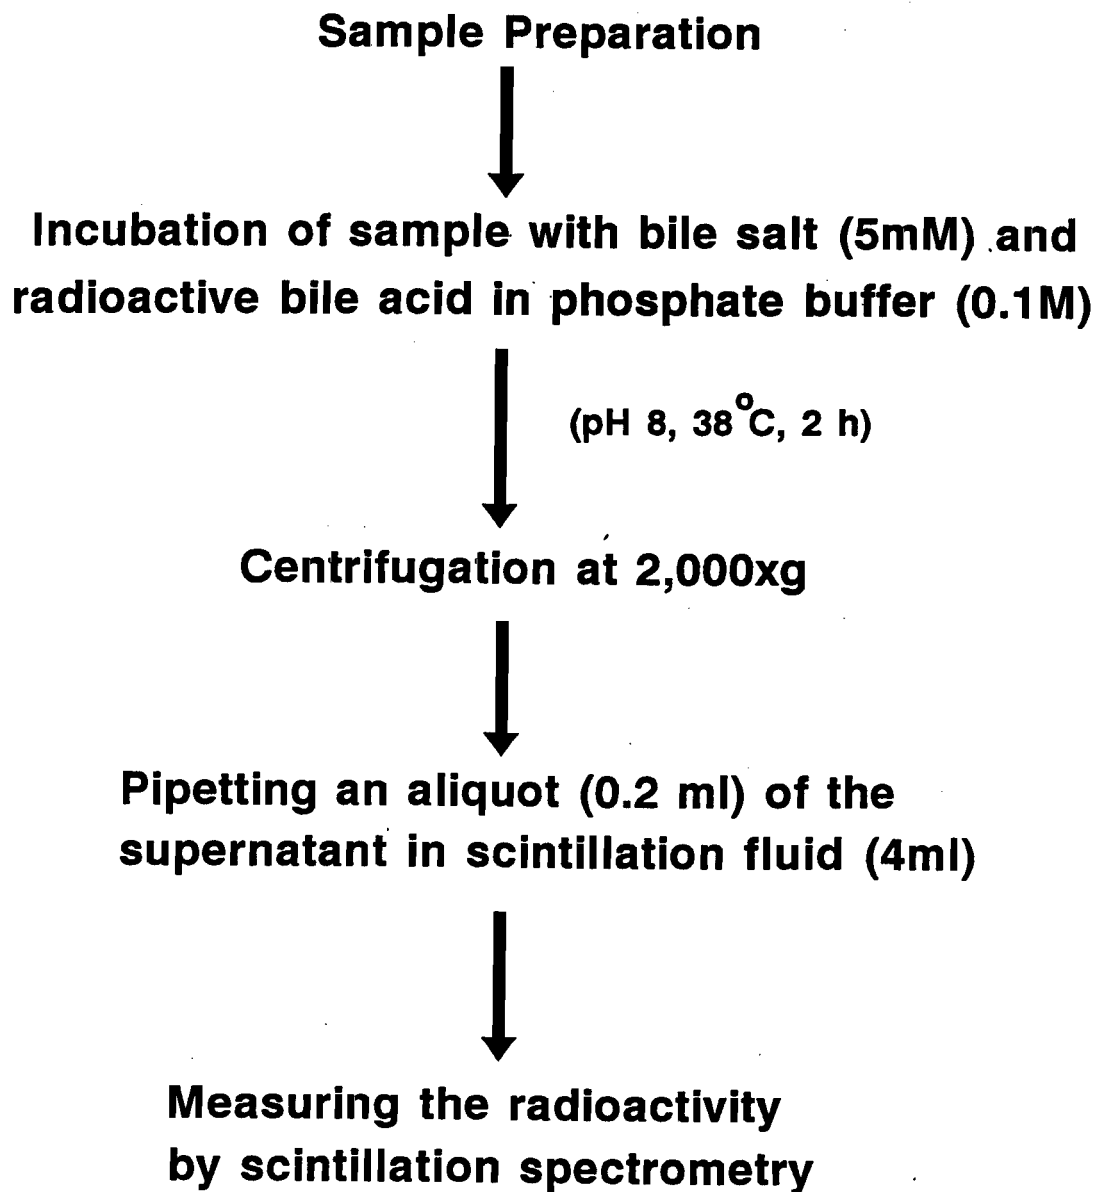 Sample Preparation
Incubation of sample with bile salt (5mM) and
radioactive bile acid in phosphate buffer (0.1M)
(pH 8, 38°C, 2 h)
Centrifugation at 2,000xg
Pipetting an aliquot (0.2 ml) of the
supernatant in scintillation fluid (4ml)
Measuring the radioactivity
by scintillation spectrometry